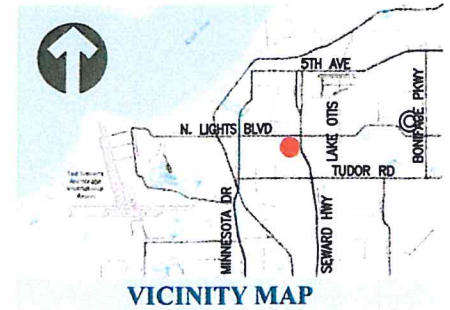 5TH AVE
N. LIGHTS BLVD
LAKE OTIS
BONIFACE PKWY
TUDOR RD
MINNESOTA DR
SEWARD HWY
VICINITY MAP